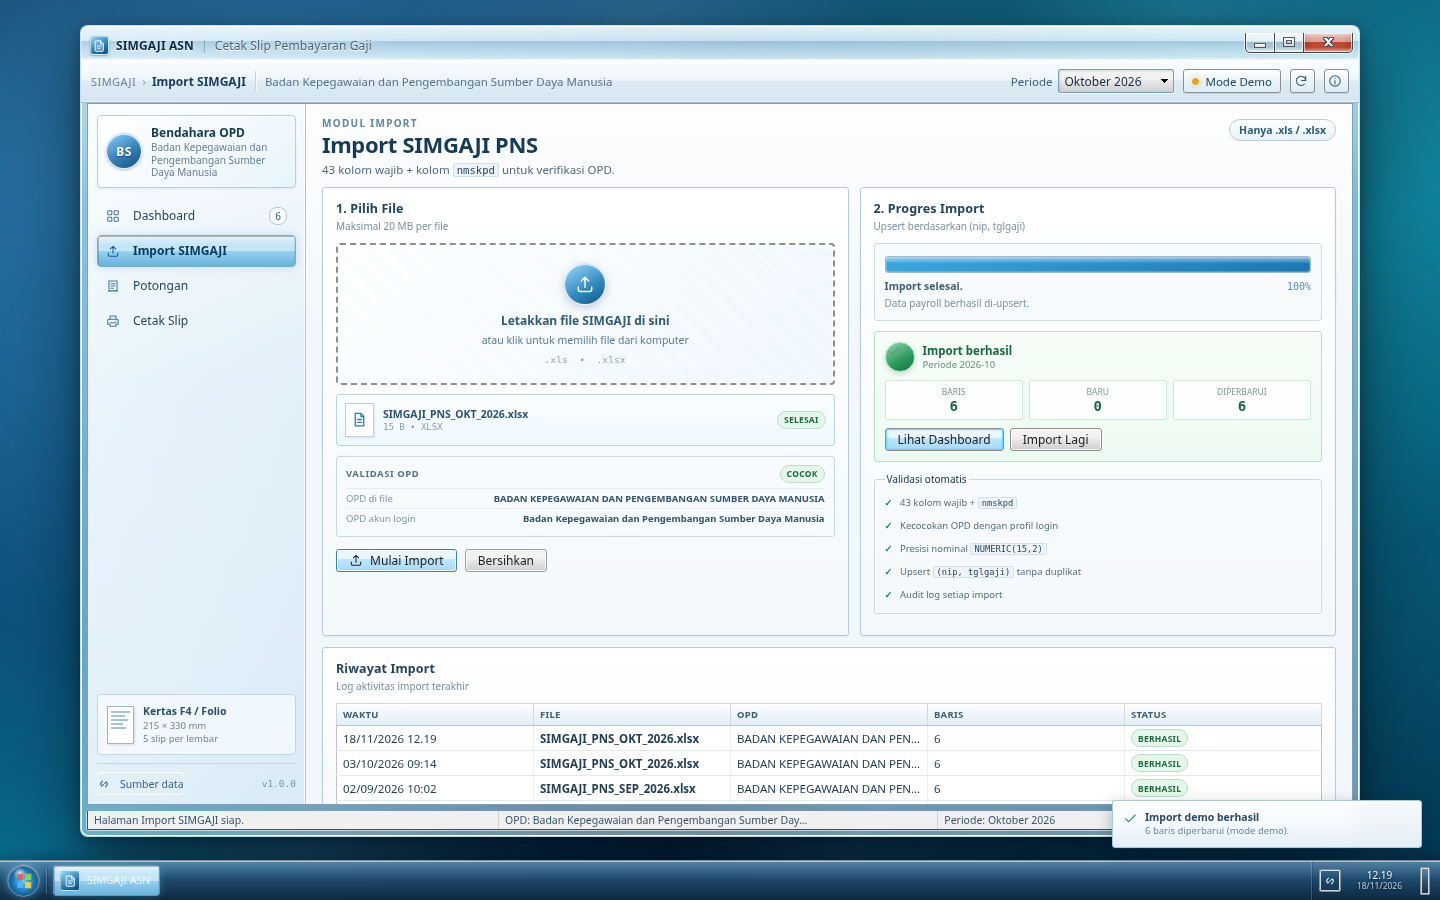 SIMGAJI ASN | Cetak Slip Pembayaran Gaji
SIMGAJI › Import SIMGAJI
Badan Kepegawaian dan Pengembangan Sumber Daya Manusia
Periode Oktober 2026
Mode Demo
BS
Bendahara OPD
Badan Kepegawaian dan
Pengembangan Sumber
Daya Manusia
Dashboard 6
Import SIMGAJI
Potongan
Cetak Slip
Kertas F4 / Folio
215 × 330 mm
5 slip per lembar
Sumber data
v1.0.0
MODUL IMPORT
Import SIMGAJI PNS
43 kolom wajib + kolom nmskpd untuk verifikasi OPD.
Hanya .xls / .xlsx
1. Pilih File
Maksimal 20 MB per file
Letakkan file SIMGAJI di sini
atau klik untuk memilih file dari komputer
.xls • .xlsx
SIMGAJI_PNS_OKT_2026.xlsx
15 B • XLSX
SELESAI
VALIDASI OPD
COCOK
OPD di file BADAN KEPEGAWAIAN DAN PENGEMBANGAN SUMBER DAYA MANUSIA
OPD akun login Badan Kepegawaian dan Pengembangan Sumber Daya Manusia
Mulai Import
Bersihkan
2. Progres Import
Upsert berdasarkan (nip, tglgaji)
Import selesai. 100%
Data payroll berhasil di-upsert.
Import berhasil
Periode 2026-10
BARIS
6
BARU
0
DIPERBARUI
6
Lihat Dashboard
Import Lagi
Validasi otomatis
✓ 43 kolom wajib + nmskpd
✓ Kecocokan OPD dengan profil login
✓ Presisi nominal NUMERIC(15,2)
✓ Upsert (nip, tglgaji) tanpa duplikat
✓ Audit log setiap import
Riwayat Import
Log aktivitas import terakhir
WAKTU FILE OPD BARIS STATUS
18/11/2026 12.19 SIMGAJI_PNS_OKT_2026.xlsx BADAN KEPEGAWAIAN DAN PEN... 6 BERHASIL
03/10/2026 09:14 SIMGAJI_PNS_OKT_2026.xlsx BADAN KEPEGAWAIAN DAN PEN... 6 BERHASIL
02/09/2026 10:02 SIMGAJI_PNS_SEP_2026.xlsx BADAN KEPEGAWAIAN DAN PEN... 6 BERHASIL
Halaman Import SIMGAJI siap.
OPD: Badan Kepegawaian dan Pengembangan Sumber Day...
Periode: Oktober 2026
Import demo berhasil
6 baris diperbarui (mode demo).
SIMGAJI ASN
12.19
18/11/2026